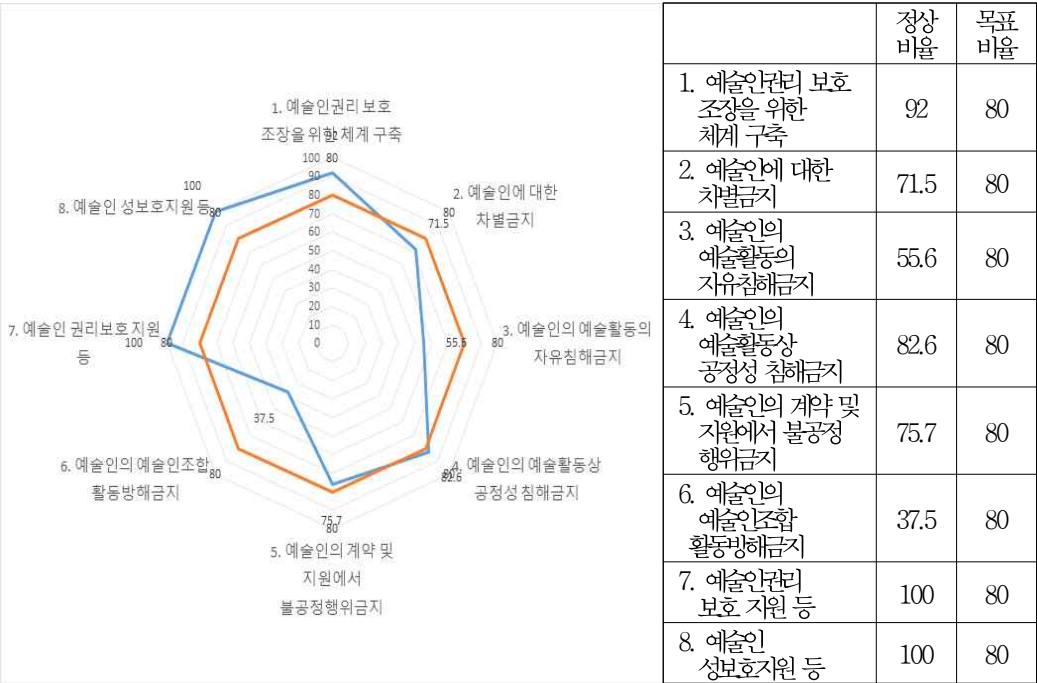 1. 예술인권리 보호
조장을 위한 체계 구축
92
80
2. 예술인에 대한
차별금지
80
71.5
3. 예술인의 예술활동의
자유침해금지
55.6
80
4. 예술인의 예술활동상
공정성 침해금지
80
82.6
75.7
80
5. 예술인의 계약 및
지원에서
불공정행위금지
37.5
6. 예술인의 예술인조합
활동방해금지
80
7. 예술인 권리보호 지원
등
100
80
100
8. 예술인 성보호지원 등
80
100
90
80
70
60
50
40
30
20
10
0
정상 목표
비율 비율
1. 예술인권리 보호
조장을 위한 92 80
체계 구축
2. 예술인에 대한
차별금지 71.5 80
3. 예술인의
예술활동의 55.6 80
자유침해금지
4. 예술인의
예술활동상 82.6 80
공정성 침해금지
5. 예술인의 계약 및
지원에서 불공정 75.7 80
행위금지
6. 예술인의
예술인조합 37.5 80
활동방해금지
7. 예술인권리
보호 지원 등 100 80
8. 예술인
성보호지원 등 100 80